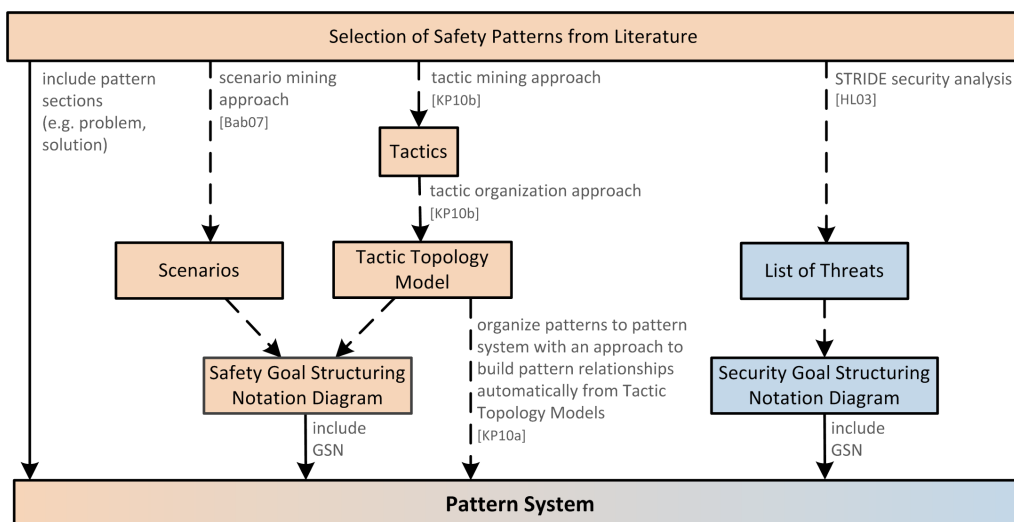 Selection of Safety Patterns from Literature
include pattern
sections
(e.g. problem,
solution)
scenario mining
approach
[Bab07]
tactic mining approach
[KP10b]
STRIDE security analysis
[HL03]
Tactics
tactic organization approach
[KP10b]
Scenarios
Tactic Topology
Model
List of Threats
organize patterns to pattern
system with an approach to
build pattern relationships
automatically from Tactic
Topology Models
[KP10a]
Safety Goal Structuring
Notation Diagram
Security Goal Structuring
Notation Diagram
include
GSN
include
GSN
Pattern System